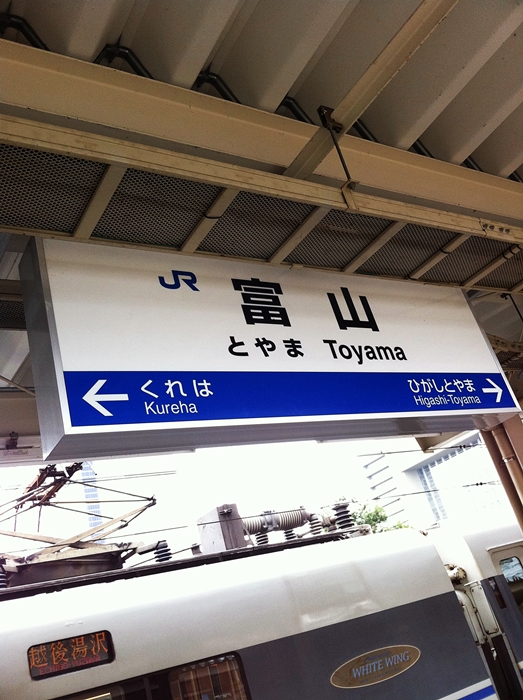 JR 富山
とやま Toyama
← くれは
Kureha
ひがしとやま →
Higashi-Toyama
越後湯沢
WHITE WING